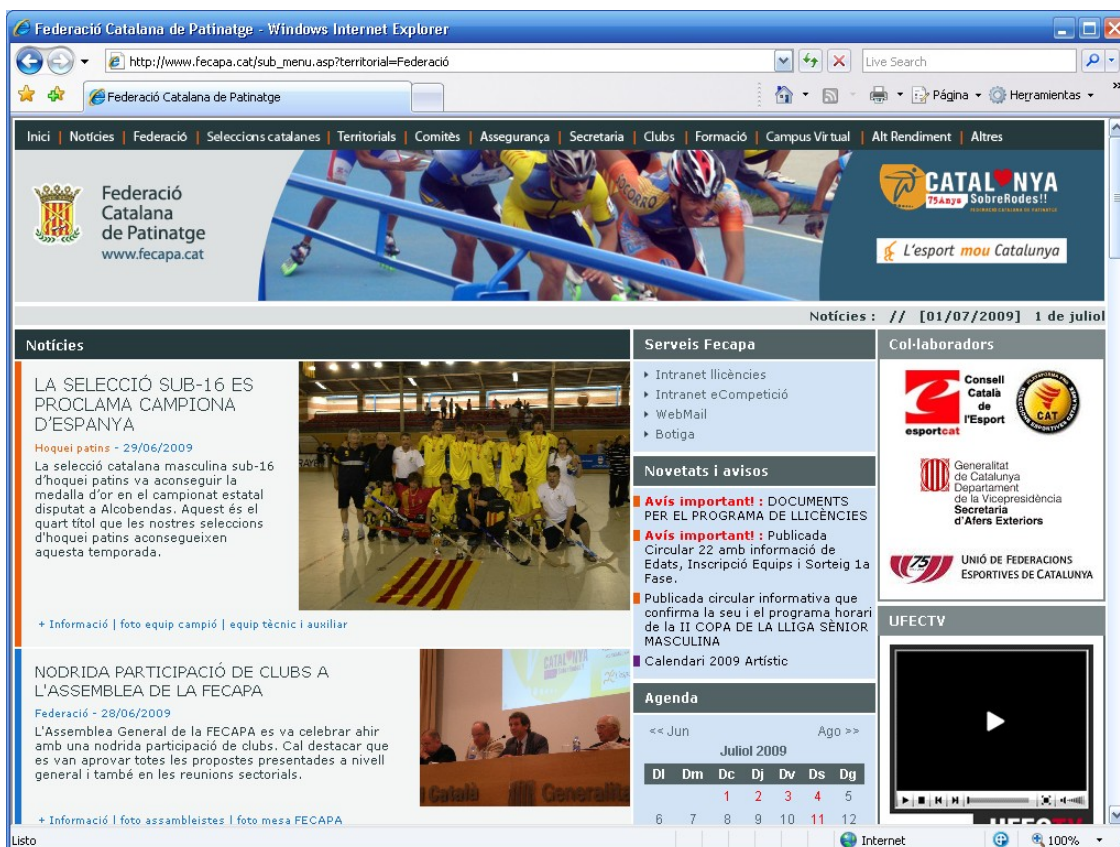 Federació Catalana de Patinatge - Windows Internet Explorer
http://www.fecapa.cat/sub_menu.asp?territorial=Federació
Live Search
Federació Catalana de Patinatge
Página
Herramientas
Inici | Notícies | Federació | Seleccions catalanes | Territorials | Comitès | Assegurança | Secretaria | Clubs | Formació | Campus Virtual | Alt Rendiment | Altres
Federació
Catalana
de Patinatge
www.fecapa.cat
SOCORRO
CATAL♥NYA
75Anys SobreRodes!!
FEDERACIÓ CATALANA DE PATINATGE
L'esport mou Catalunya
Notícies : // [01/07/2009] 1 de juliol
Notícies
LA SELECCIÓ SUB-16 ES
PROCLAMA CAMPIONA
D'ESPANYA
Hoquei patins - 29/06/2009
La selecció catalana masculina sub-16
d'hoquei patins va aconseguir la
medalla d'or en el campionat estatal
disputat a Alcobendas. Aquest és el
quart títol que les nostres seleccions
d'hoquei patins aconsegueixen
aquesta temporada.
+ Informació | foto equip campió | equip tècnic i auxiliar
NODRIDA PARTICIPACIÓ DE CLUBS A
L'ASSEMBLEA DE LA FECAPA
Federació - 28/06/2009
L'Assemblea General de la FECAPA es va celebrar ahir
amb una nodrida participació de clubs. Cal destacar que
es van aprovar totes les propostes presentades a nivell
general i també en les reunions sectorials.
CATAL♥NYA
Català Generalit
+ Informació | foto assambleistes | foto mesa FECAPA
Serveis Fecapa
Intranet llicències
Intranet eCompetició
WebMail
Botiga
Novetats i avisos
Avís important! : DOCUMENTS
PER EL PROGRAMA DE LLICÈNCIES
Avís important! : Publicada
Circular 22 amb informació de
Edats, Inscripció Equips i Sorteig 1a
Fase.
Publicada circular informativa que
confirma la seu i el programa horari
de la II COPA DE LA LLIGA SÈNIOR
MASCULINA
Calendari 2009 Artístic
Agenda
<< Jun Ago >>
Juliol 2009
Dl Dm Dc Dj Dv Ds Dg
1 2 3 4 5
6 7 8 9 10 11 12
Col·laboradors
Consell
Català
de
l'Esport
esportcat
CAT
Generalitat
de Catalunya
Departament
de la Vicepresidència
Secretaria
d'Afers Exteriors
75
UNIÓ DE FEDERACIONS
ESPORTIVES DE CATALUNYA
UFECTV
UFECTV
Listo
Internet
100%